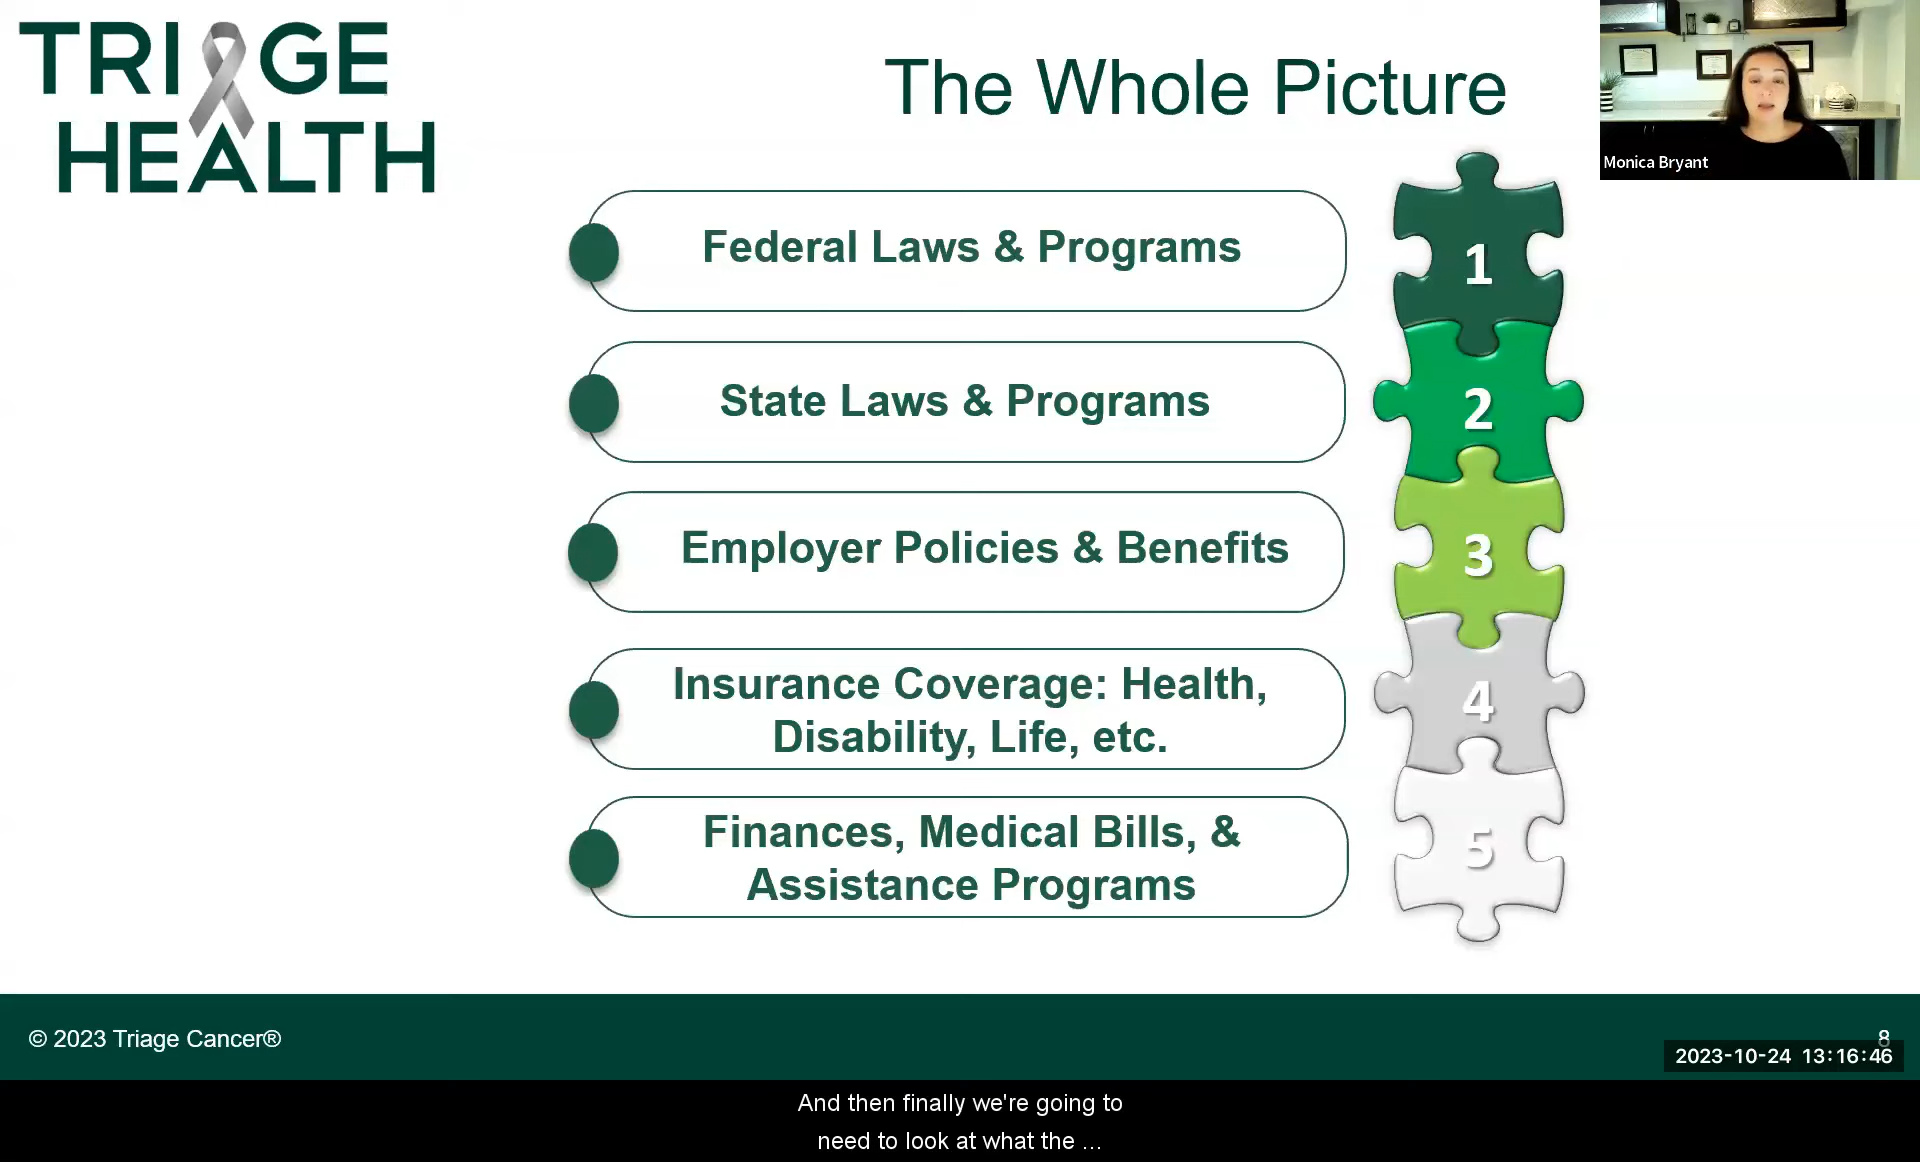 TRIAGE
HEALTH
The Whole Picture
Monica Bryant
Federal Laws & Programs
1
State Laws & Programs
2
Employer Policies & Benefits
3
Insurance Coverage: Health,
Disability, Life, etc.
4
Finances, Medical Bills, &
Assistance Programs
5
© 2023 Triage Cancer®
8
2023-10-24 13:16:46
And then finally we're going to
need to look at what the ...